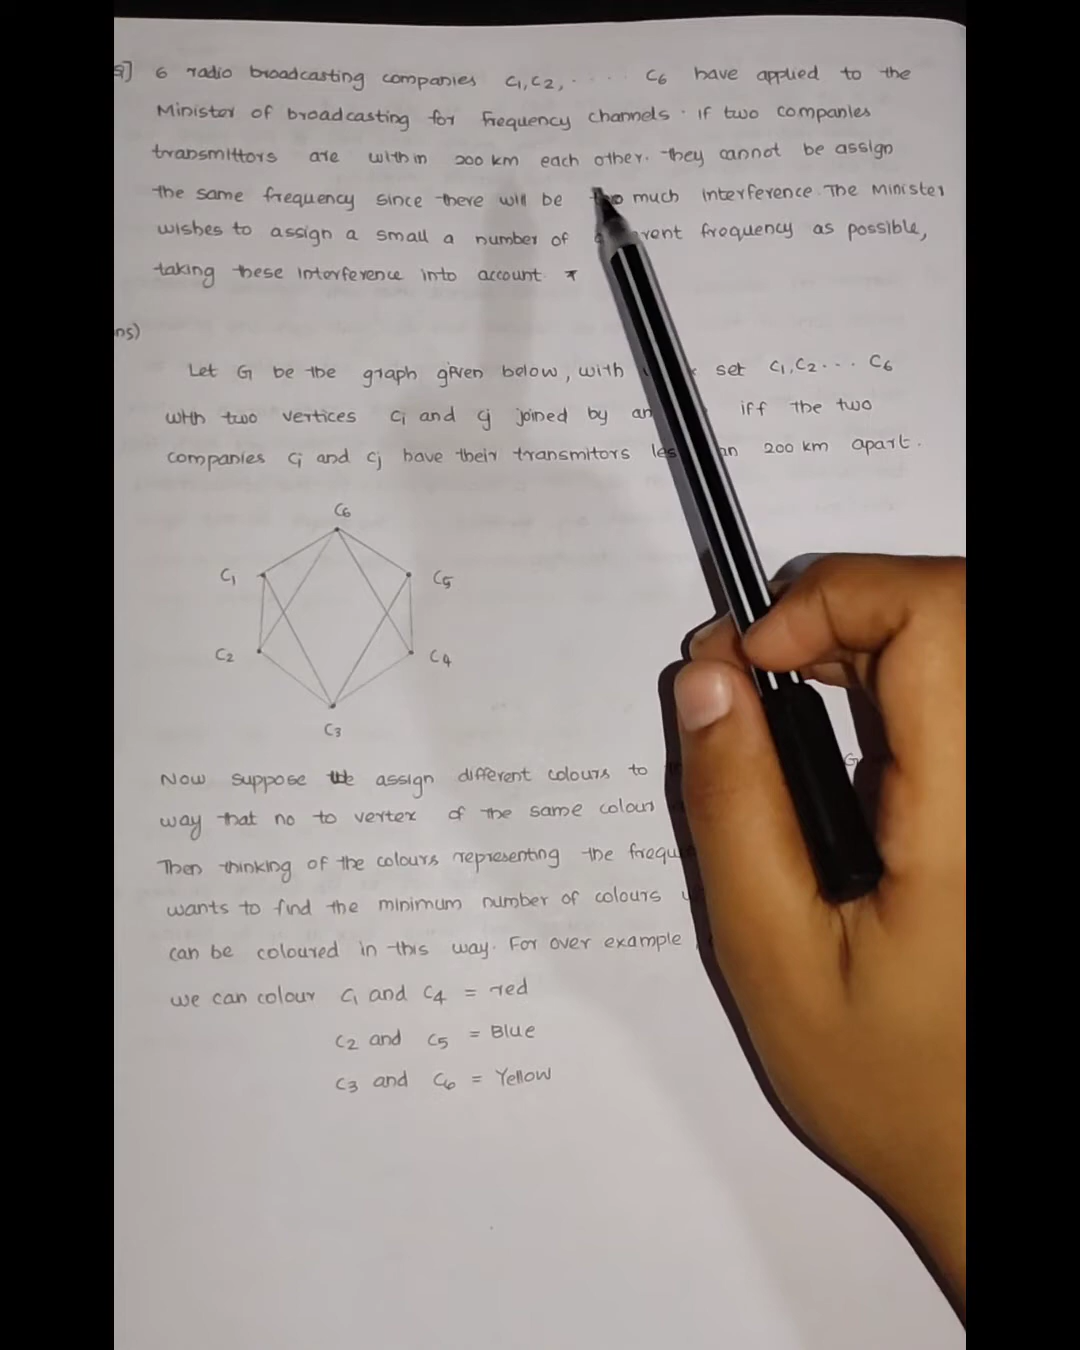 Q] 6 radio broadcasting companies C1, C2, ..... C6 have applied to the
Minister of broadcasting for frequency channels. If two companies
transmittors are within 200 km each other. they cannot be assign
the same frequency since there will be too much interference. The Minister
wishes to assign a small a number of frequency as possible,
taking these interference into account
ns)
Let G be the graph given below, with set C1, C2 ... C6
with two vertices Ci and Cj joined by an iff the two
companies Ci and Cj have their transmitors 200 km apart.
C6
C1
C5
C2
C4
C3
Now suppose assign different colours to
way that no to vertex of the same colour
Then thinking of the colours representing the
wants to find the minimum number of colours
can be coloured in this way. For over example
we can colour C1 and C4 = red
C2 and C5 = Blue
C3 and C6 = Yellow